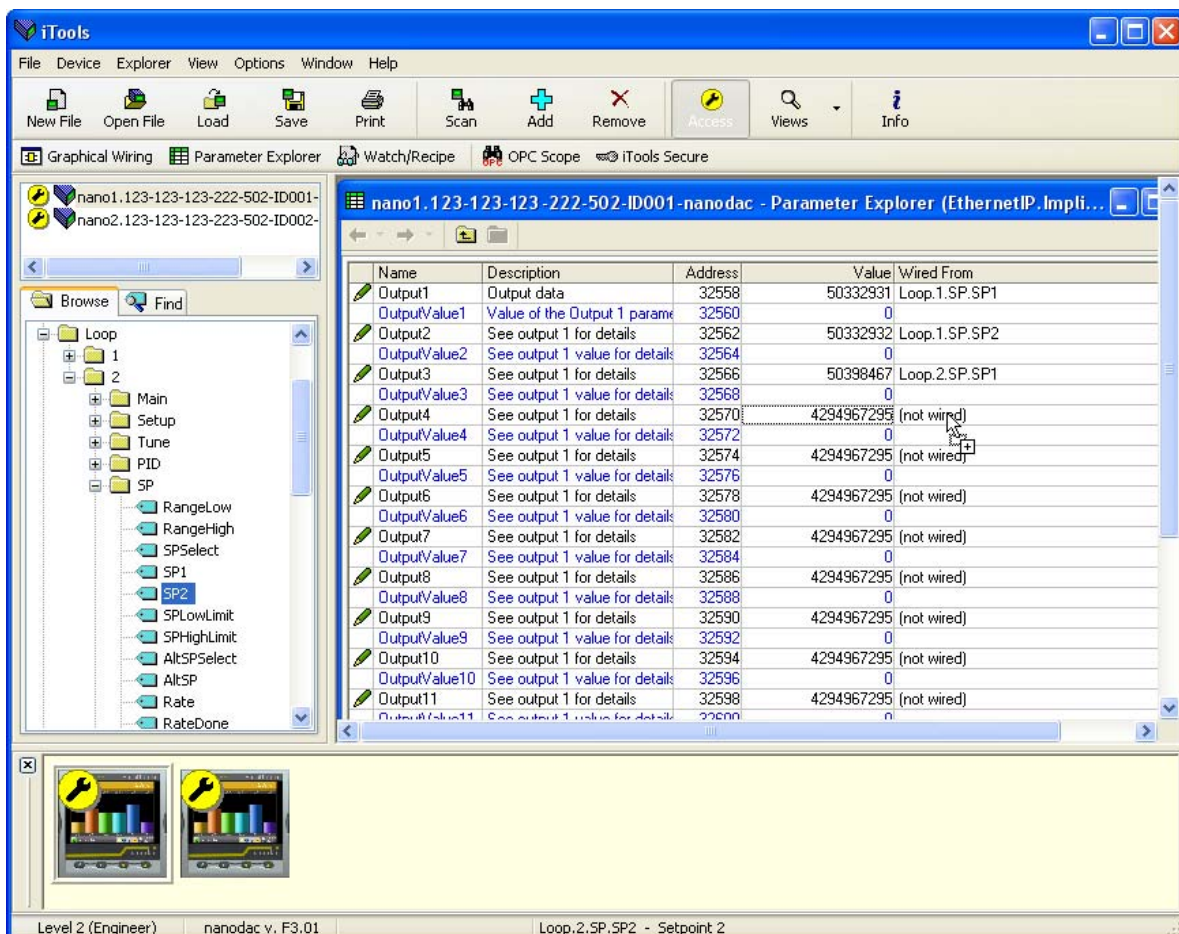 iTools
File Device Explorer View Options Window Help
New File Open File Load Save Print Scan Add Remove Access Views Info
Graphical Wiring Parameter Explorer Watch/Recipe OPC Scope iTools Secure
nano1.123-123-123-222-502-ID001-
nano2.123-123-123-223-502-ID002-
Browse Find
Loop
1
2
Main
Setup
Tune
PID
SP
RangeLow
RangeHigh
SPSelect
SP1
SP2
SPLowLimit
SPHighLimit
AltSPSelect
AltSP
Rate
RateDone
nano1.123-123-123-222-502-ID001-nanodac - Parameter Explorer (EthernetIP.Impli...
Name Description Address Value Wired From
Output1 Output data 32558 50332931 Loop.1.SP.SP1
OutputValue1 Value of the Output 1 parame 32560 0
Output2 See output 1 for details 32562 50332932 Loop.1.SP.SP2
OutputValue2 See output 1 value for details 32564 0
Output3 See output 1 for details 32566 50398467 Loop.2.SP.SP1
OutputValue3 See output 1 value for details 32568 0
Output4 See output 1 for details 32570 4294967295 (not wired)
OutputValue4 See output 1 value for details 32572 0
Output5 See output 1 for details 32574 4294967295 (not wired)
OutputValue5 See output 1 value for details 32576 0
Output6 See output 1 for details 32578 4294967295 (not wired)
OutputValue6 See output 1 value for details 32580 0
Output7 See output 1 for details 32582 4294967295 (not wired)
OutputValue7 See output 1 value for details 32584 0
Output8 See output 1 for details 32586 4294967295 (not wired)
OutputValue8 See output 1 value for details 32588 0
Output9 See output 1 for details 32590 4294967295 (not wired)
OutputValue9 See output 1 value for details 32592 0
Output10 See output 1 for details 32594 4294967295 (not wired)
OutputValue10 See output 1 value for details 32596 0
Output11 See output 1 for details 32598 4294967295 (not wired)
OutputValue11 See output 1 value for details 32600 0
Level 2 (Engineer) nanodac v. F3.01 Loop.2.SP.SP2 - Setpoint 2